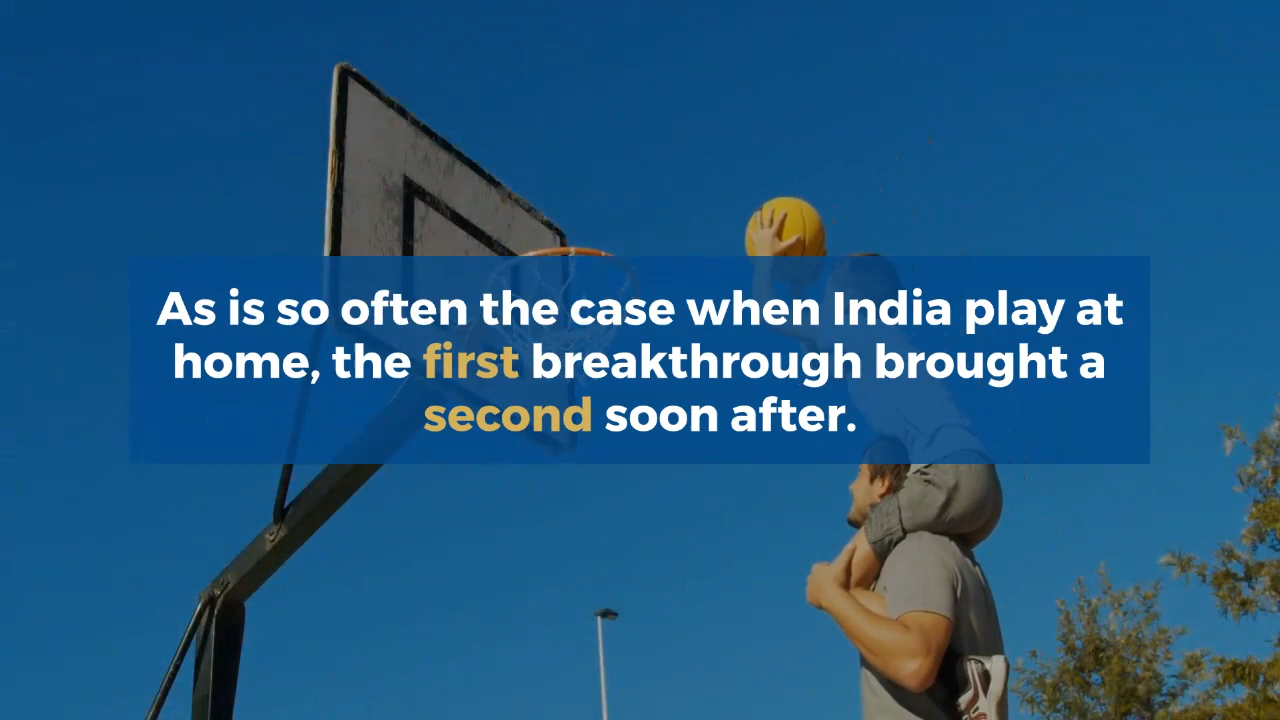 As is so often the case when India play at
home, the first breakthrough brought a
second soon after.